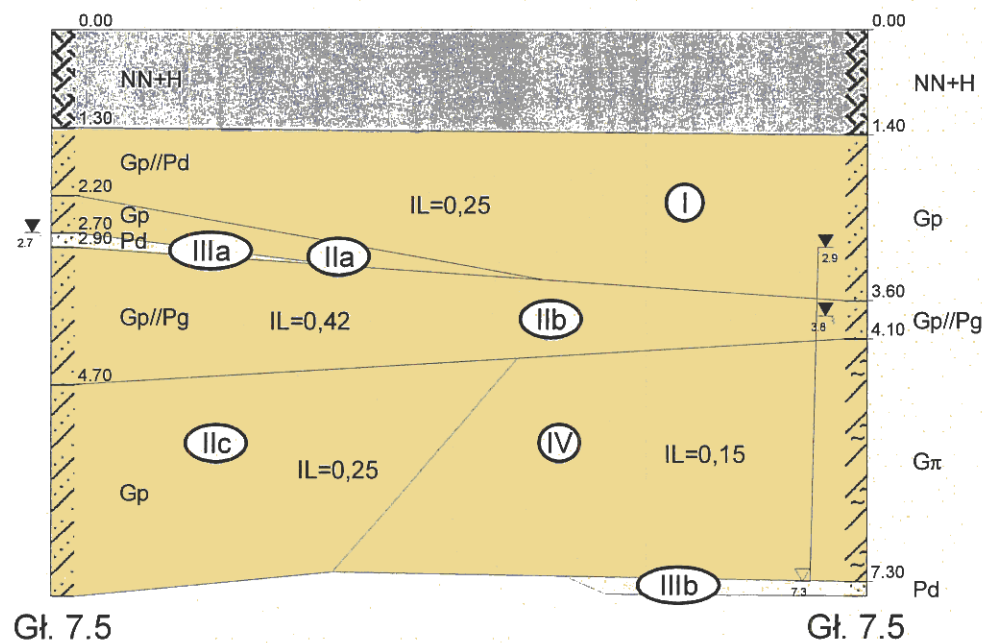 0.00 0.00
NN+H NN+H
1.30 1.40
Gp//Pd
2.20 IL=0,25 I
Gp Gp
2.70
2.7 2.90 Pd IIIa IIa 2.9
3.60
Gp//Pg IL=0,42 IIb 3.8 Gp//Pg
4.10
4.70
IIc IV IL=0,15
IL=0,25 Gπ
Gp
7.30
7.3 IIIb Pd
Gł. 7.5 Gł. 7.5